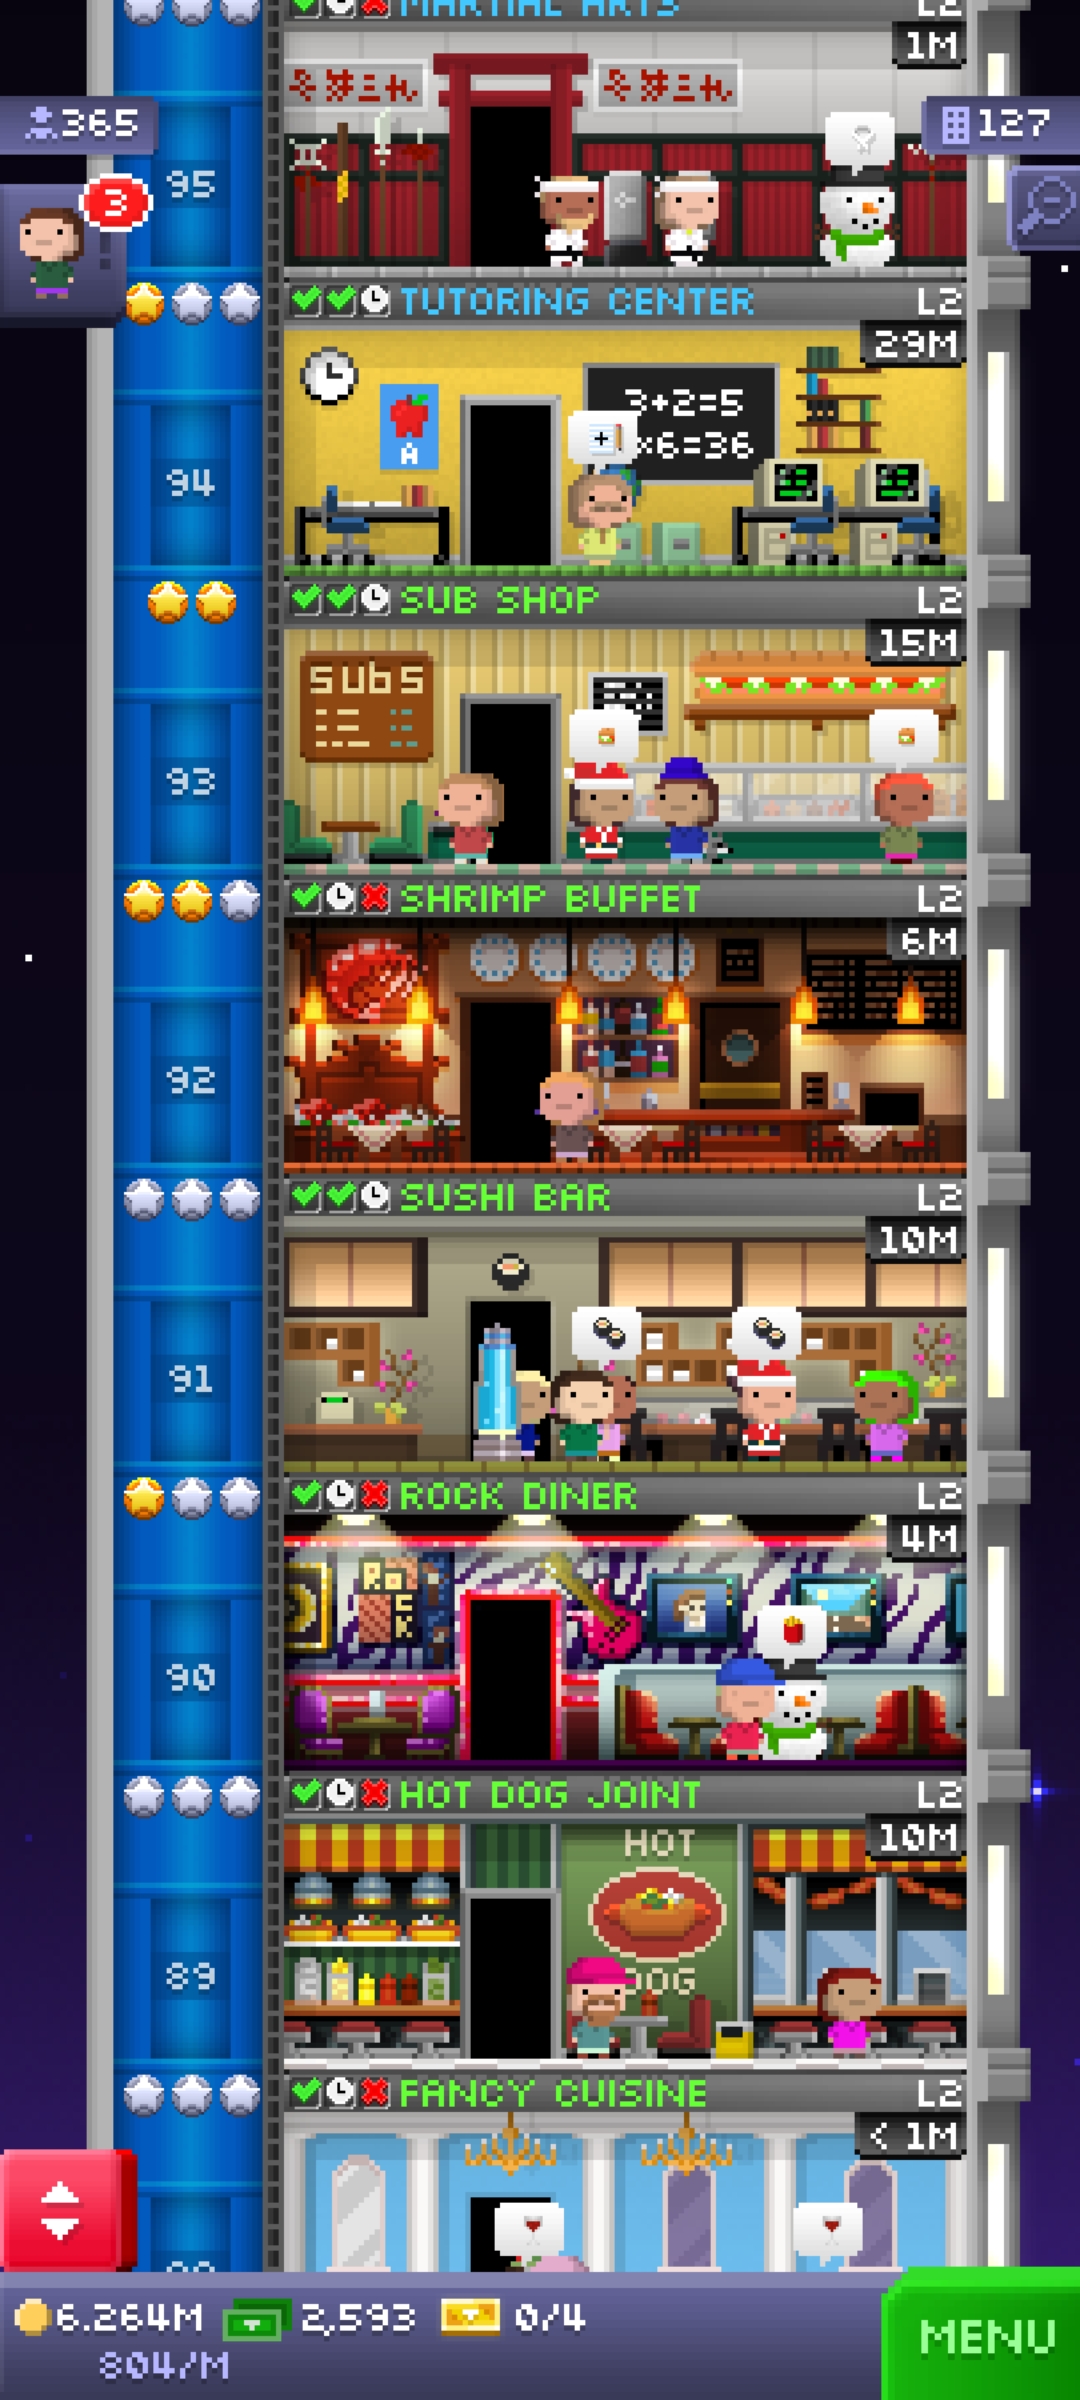 MARTIAL ARTS L2
1M
365
127
95
3
TUTORING CENTER L2
29M
3+2=5
×6=36
A
94
SUB SHOP L2
15M
subs
93
SHRIMP BUFFET L2
6M
92
SUSHI BAR L2
10M
91
ROCK DINER L2
4M
ROCK
90
HOT DOG JOINT L2
10M
HOT
DOG
89
FANCY CUISINE L2
< 1M
6.264M 2,593 0/4
804/M
MENU